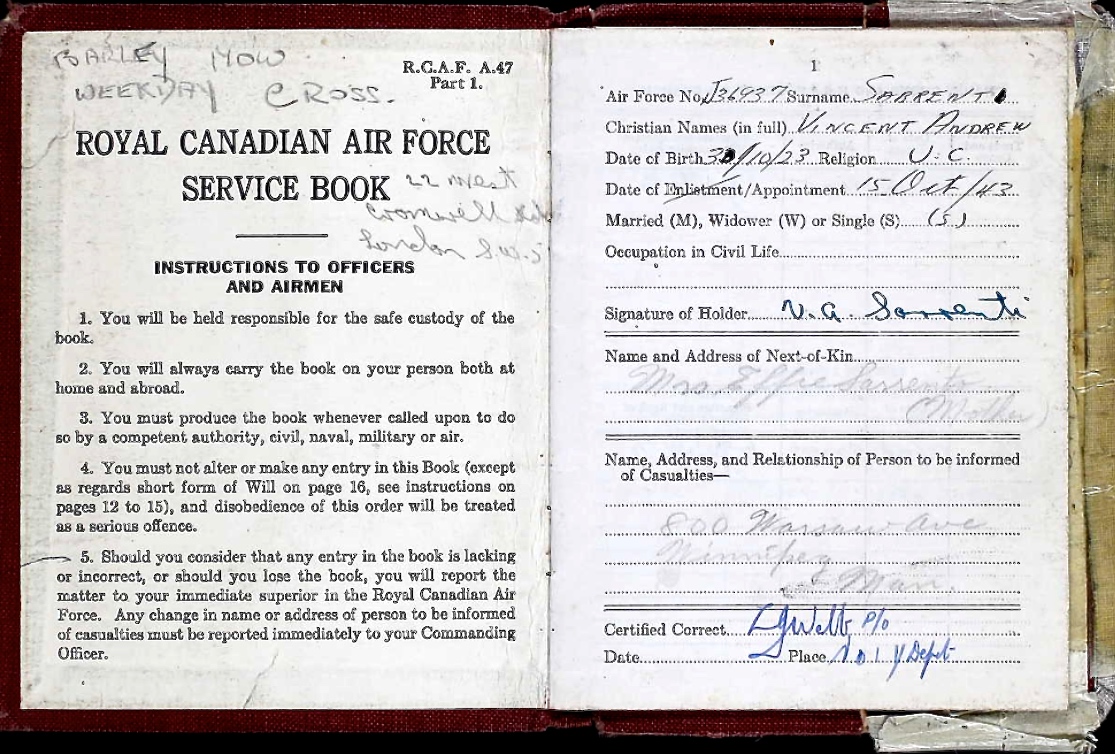 BARLEY MOW
WEEKDAY CROSS.
R.C.A.F. A.47
Part 1.
ROYAL CANADIAN AIR FORCE
SERVICE BOOK
22 West
Cromwell Rd
London S.W.5
INSTRUCTIONS TO OFFICERS
AND AIRMEN
1. You will be held responsible for the safe custody of the
book.
2. You will always carry the book on your person both at
home and abroad.
3. You must produce the book whenever called upon to do
so by a competent authority, civil, naval, military or air.
4. You must not alter or make any entry in this Book (except
as regards short form of Will on page 16, see instructions on
pages 12 to 15), and disobedience of this order will be treated
as a serious offence.
5. Should you consider that any entry in the book is lacking
or incorrect, or should you lose the book, you will report the
matter to your immediate superior in the Royal Canadian Air
Force. Any change in name or address of person to be informed
of casualties must be reported immediately to your Commanding
Officer.
1
Air Force No. J36937 Surname SARRENTI
Christian Names (in full) VINCENT ANDREW
Date of Birth /10/23 Religion U.C.
Date of Enlistment/Appointment 15 Oct/43
Married (M), Widower (W) or Single (S) (S)
Occupation in Civil Life
Signature of Holder V. A. Sarrenti
Name and Address of Next-of-Kin
Mrs. Effie Sarrenti
(Mother)
Name, Address, and Relationship of Person to be informed
of Casualties—
800 Warsaw Ave
Winnipeg
Man.
Certified Correct Webb P/O
Date Place No 1 Y Depot